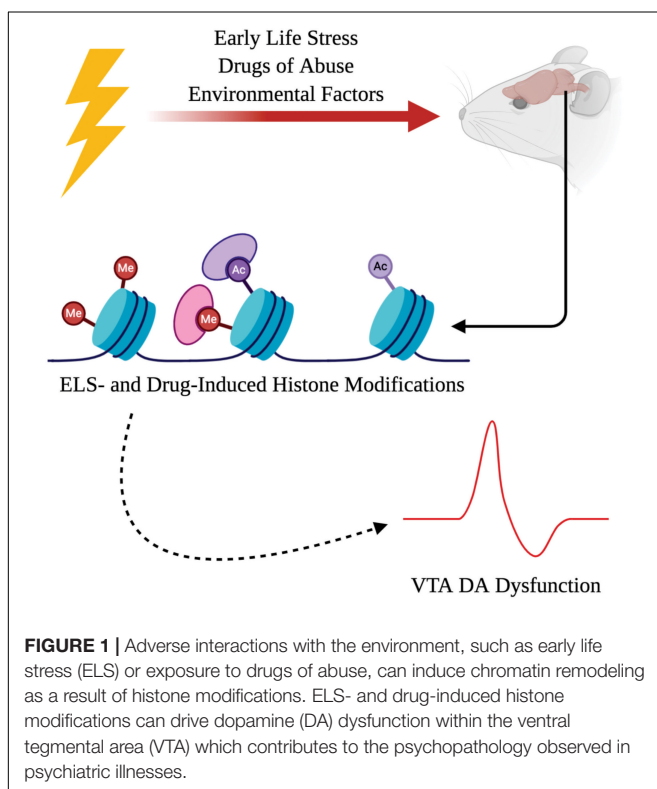 Early Life Stress
Drugs of Abuse
Environmental Factors
Me
Me
Me
Ac
Ac
ELS- and Drug-Induced Histone Modifications
VTA DA Dysfunction
FIGURE 1 | Adverse interactions with the environment, such as early life
stress (ELS) or exposure to drugs of abuse, can induce chromatin remodeling
as a result of histone modifications. ELS- and drug-induced histone
modifications can drive dopamine (DA) dysfunction within the ventral
tegmental area (VTA) which contributes to the psychopathology observed in
psychiatric illnesses.